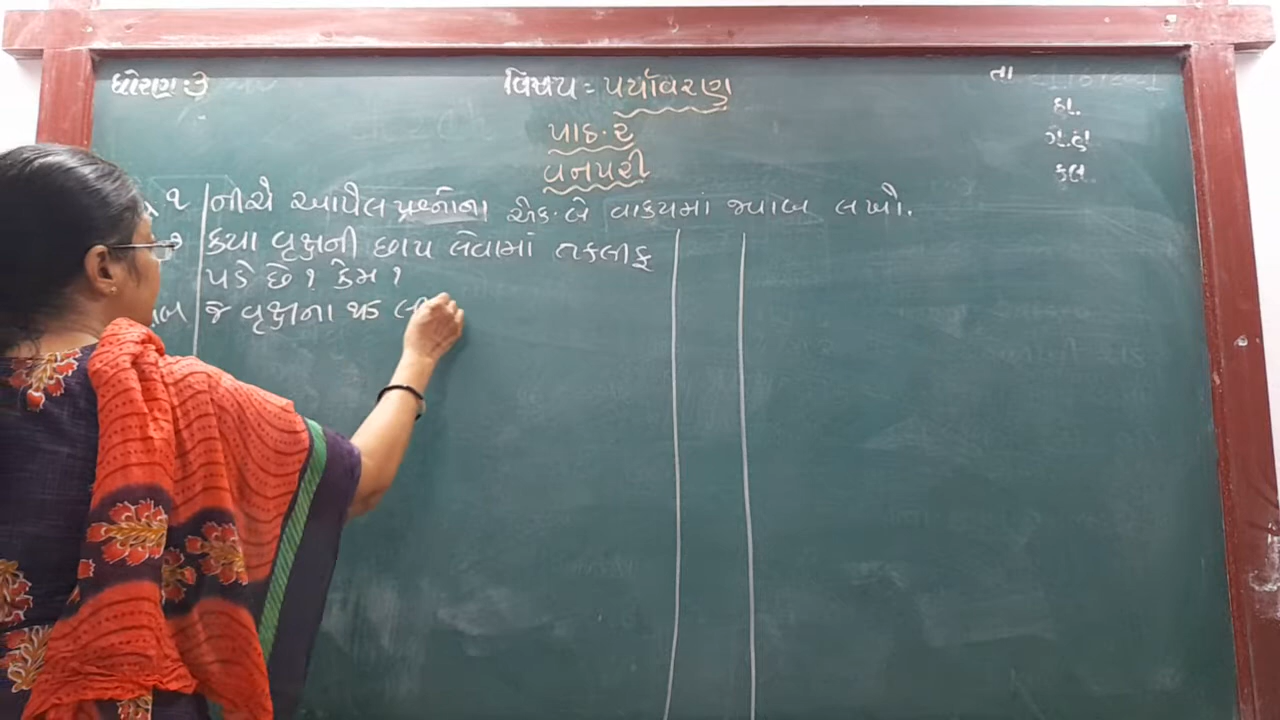 ધોરણ : ૩
વિષય : પર્યાવરણ
તા
પાઠ. ૨
હા.
ગે.હા
વનપરી
કુલ.
૧ નીચે આપેલ પ્રશ્નોના એક-બે વાક્યમાં જવાબ લખો.
કયા વૃક્ષની છાપ લેવામાં તકલીફ
પડે છે? કેમ?
જે વૃક્ષના થડ